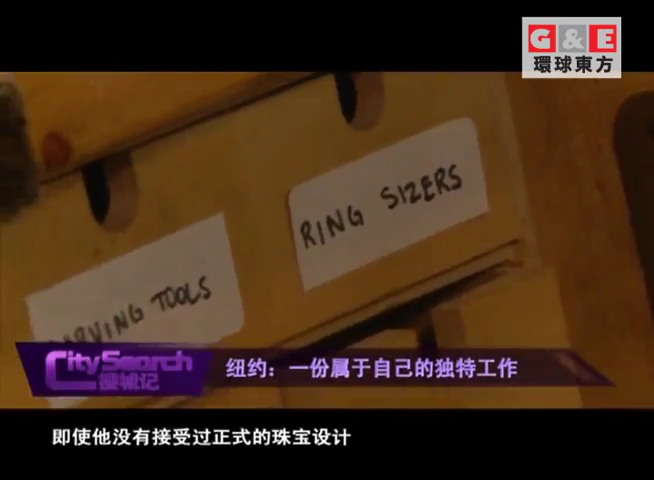 G&E
環球東方
RING SIZERS
CARVING TOOLS
City Search
搜城记
纽约：一份属于自己的独特工作
即使他没有接受过正式的珠宝设计